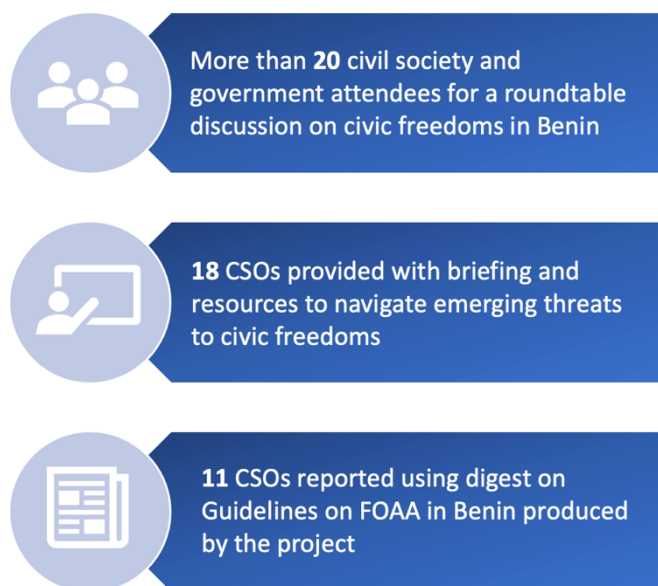 More than 20 civil society and
government attendees for a roundtable
discussion on civic freedoms in Benin
18 CSOs provided with briefing and
resources to navigate emerging threats
to civic freedoms
11 CSOs reported using digest on
Guidelines on FOAA in Benin produced
by the project